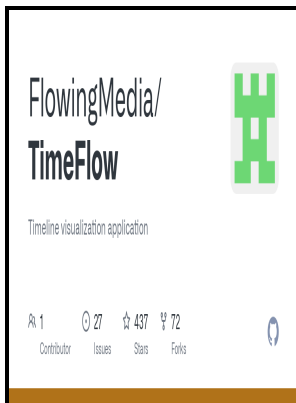 FlowingMedia/
TimeFlow
Timeline visualization application
1 27 437 72
Contributor Issues Stars Forks